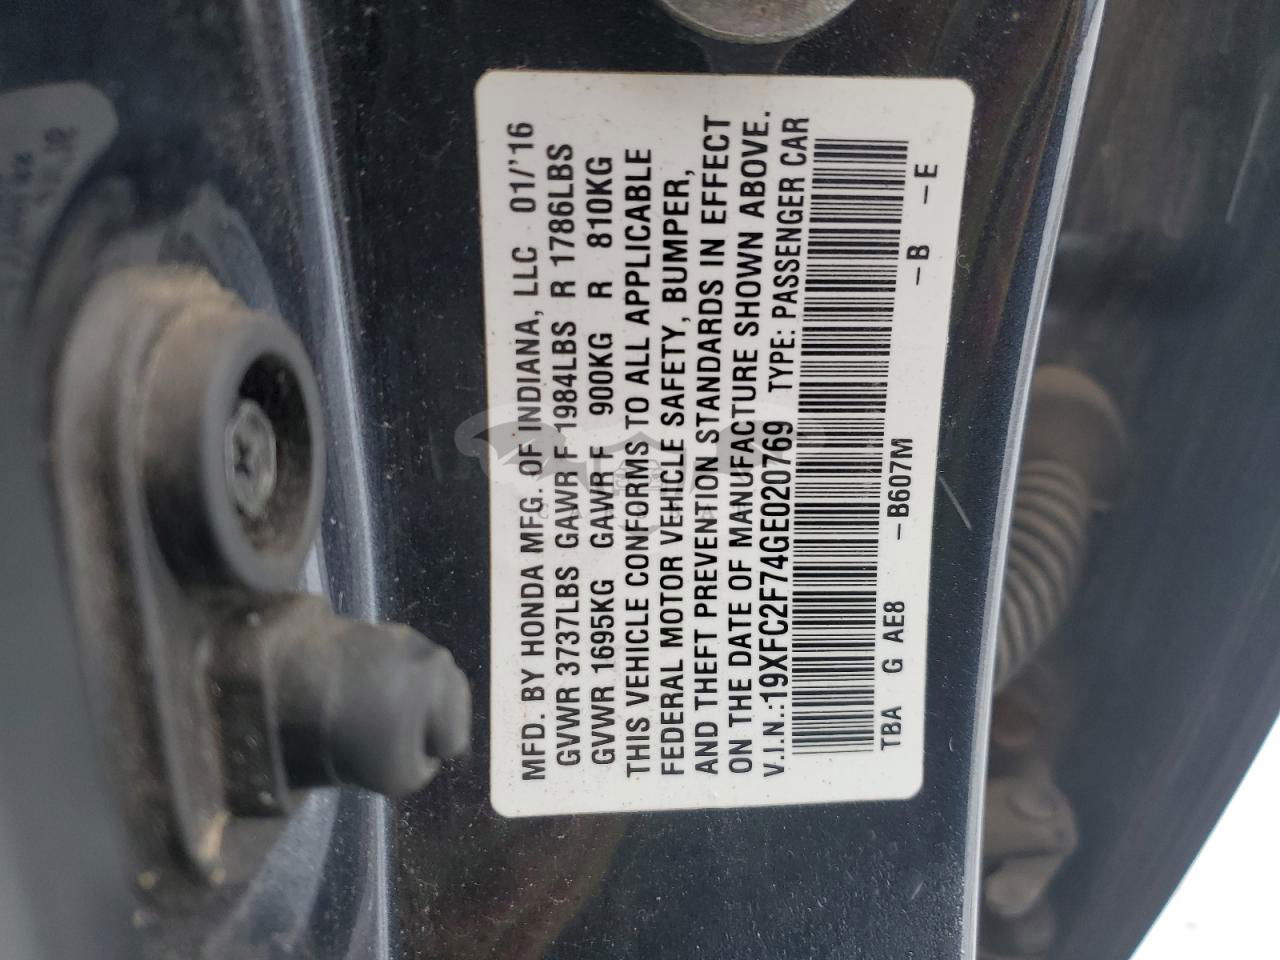 MFD. BY HONDA MFG. OF INDIANA, LLC 01/'16
GVWR 3737LBS GAWR F 1984LBS R 1786LBS
GVWR 1695KG GAWR F 900KG R 810KG
THIS VEHICLE CONFORMS TO ALL APPLICABLE
FEDERAL MOTOR VEHICLE SAFETY, BUMPER,
AND THEFT PREVENTION STANDARDS IN EFFECT
ON THE DATE OF MANUFACTURE SHOWN ABOVE.
V.I.N.:19XFC2F74GE020769 TYPE: PASSENGER CAR
TBA G AE8 -B607M -B -E